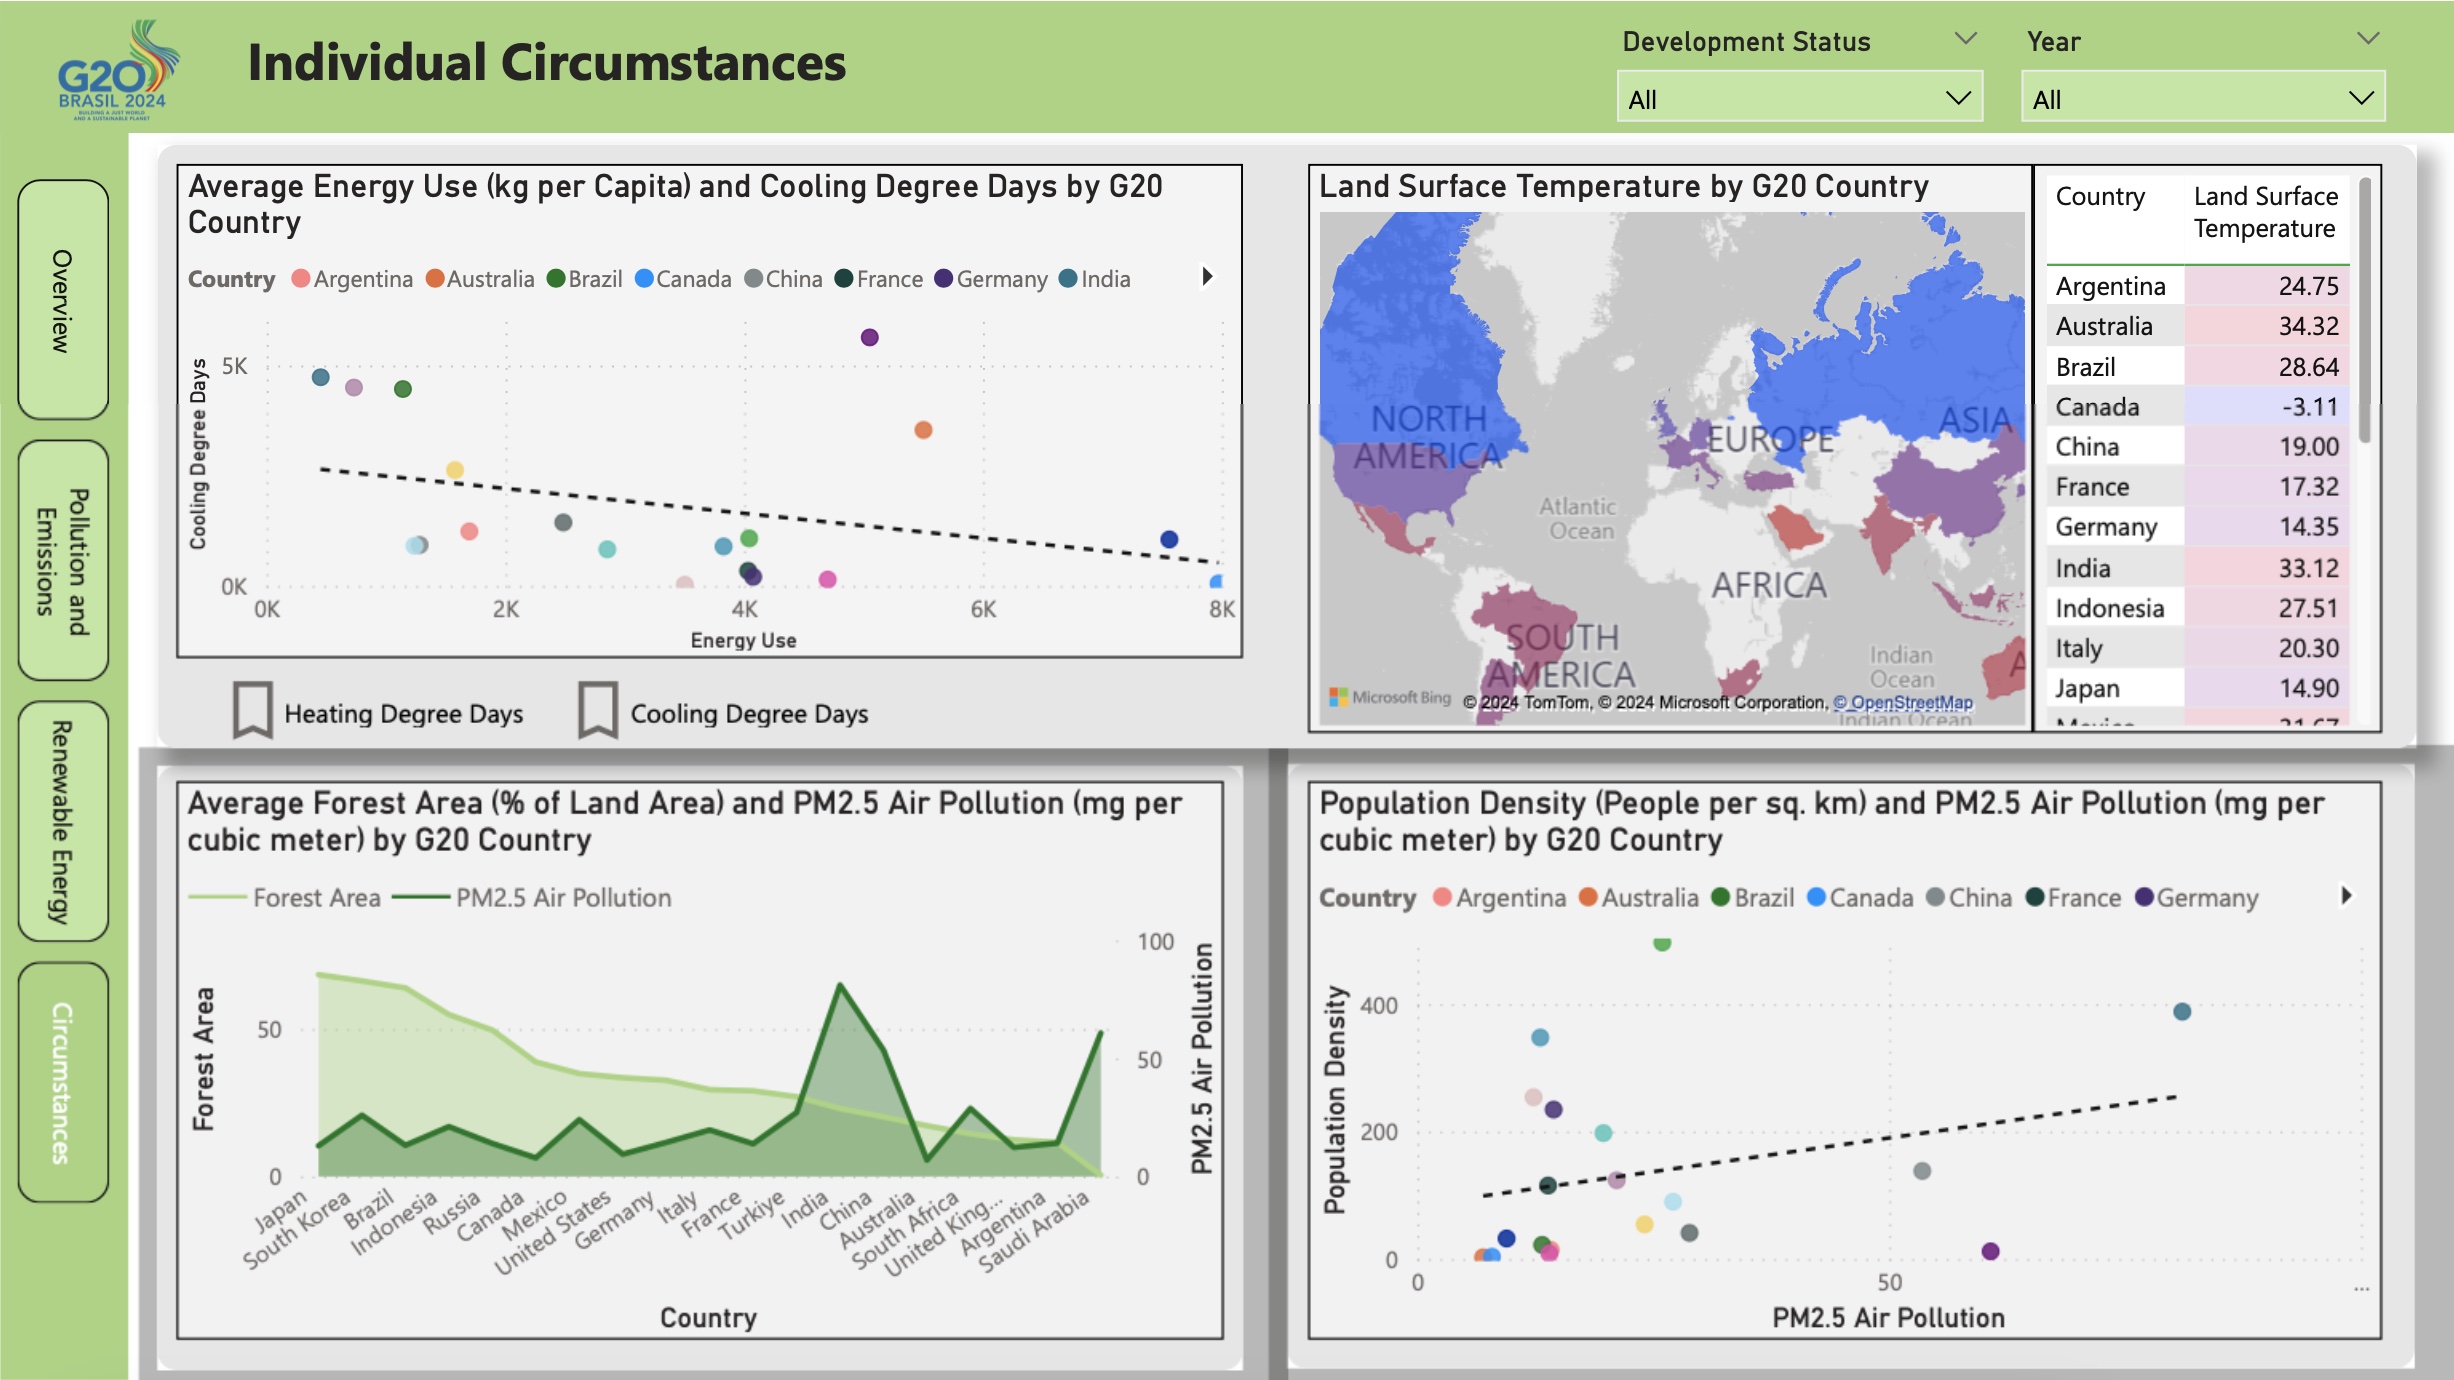 G20
BRASIL 2024
BUILDING A JUST WORLD
AND A SUSTAINABLE PLANET
Individual Circumstances
Development Status
All
Year
All
Overview
Pollution and
Emissions
Renewable Energy
Circumstances
Average Energy Use (kg per Capita) and Cooling Degree Days by G20
Country
Country Argentina Australia Brazil Canada China France Germany India
Cooling Degree Days
5K
0K
0K 2K 4K 6K 8K
Energy Use
Heating Degree Days
Cooling Degree Days
Land Surface Temperature by G20 Country
NORTH
AMERICA
EUROPE
ASIA
Atlantic
Ocean
AFRICA
SOUTH
AMERICA
Indian
Ocean
A
Microsoft Bing
© 2024 TomTom, © 2024 Microsoft Corporation, © OpenStreetMap
Indian Ocean
Country Land Surface
Temperature
Argentina 24.75
Australia 34.32
Brazil 28.64
Canada -3.11
China 19.00
France 17.32
Germany 14.35
India 33.12
Indonesia 27.51
Italy 20.30
Japan 14.90
Mexico 31.67
Average Forest Area (% of Land Area) and PM2.5 Air Pollution (mg per
cubic meter) by G20 Country
Forest Area PM2.5 Air Pollution
Forest Area
50
0
100
50
0
PM2.5 Air Pollution
Japan
South Korea
Brazil
Indonesia
Russia
Canada
Mexico
United States
Germany
Italy
France
Turkiye
India
China
Australia
South Africa
United King...
Argentina
Saudi Arabia
Country
Population Density (People per sq. km) and PM2.5 Air Pollution (mg per
cubic meter) by G20 Country
Country Argentina Australia Brazil Canada China France Germany
Population Density
400
200
0
0 50 ...
PM2.5 Air Pollution